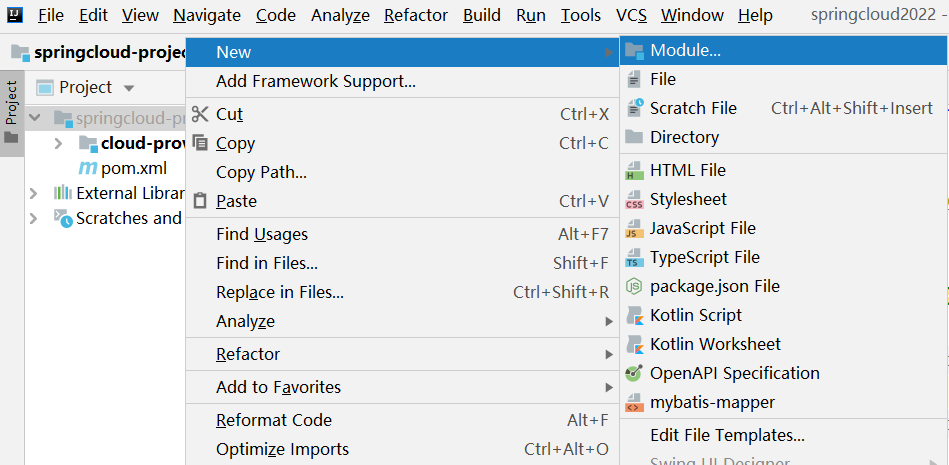 File Edit View Navigate Code Analyze Refactor Build Run Tools VCS Window Help springcloud2022 -
springcloud-projec
Project
Project
springcloud-pr
cloud-prov
pom.xml
External Librar
Scratches and
New
Add Framework Support...
Cut Ctrl+X
Copy Ctrl+C
Copy Path...
Paste Ctrl+V
Find Usages Alt+F7
Find in Files... Shift+F
Replace in Files... Ctrl+Shift+R
Analyze
Refactor
Add to Favorites
Reformat Code Alt+F
Optimize Imports Ctrl+Alt+O
Module...
File
Scratch File Ctrl+Alt+Shift+Insert
Directory
HTML File
Stylesheet
JavaScript File
TypeScript File
package.json File
Kotlin Script
Kotlin Worksheet
OpenAPI Specification
mybatis-mapper
Edit File Templates...
Swing UI Designer